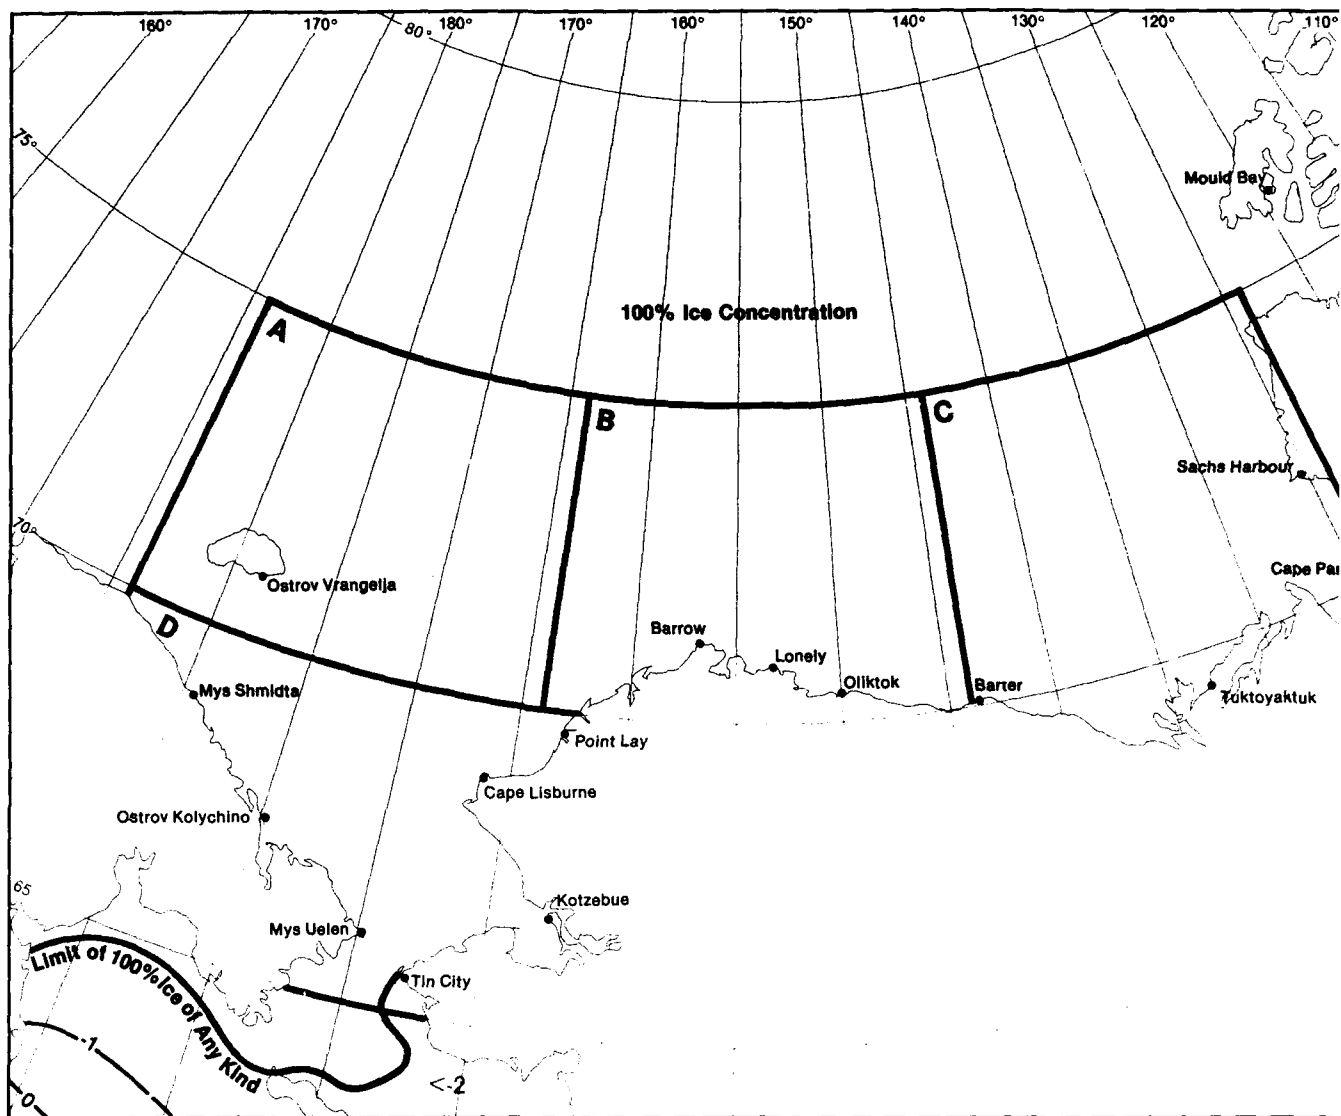 160° 170° 80° 170° 160° 150° 140° 130° 120° 110°
75°
Mould Bay
A
100% Ice Concentration
B
C
Sachs Harbour
70°
Ostrov Vrangelja
Cape Par
D
Barrow
Lonely
Oliktok
Barter
Mys Shmidta
Tuktoyaktuk
Point Lay
Cape Lisburne
Ostrov Kolychino
65
Kotzebue
Mys Uelen
Limit of 100% Ice of Any Kind
Tin City
-1
<-2
0